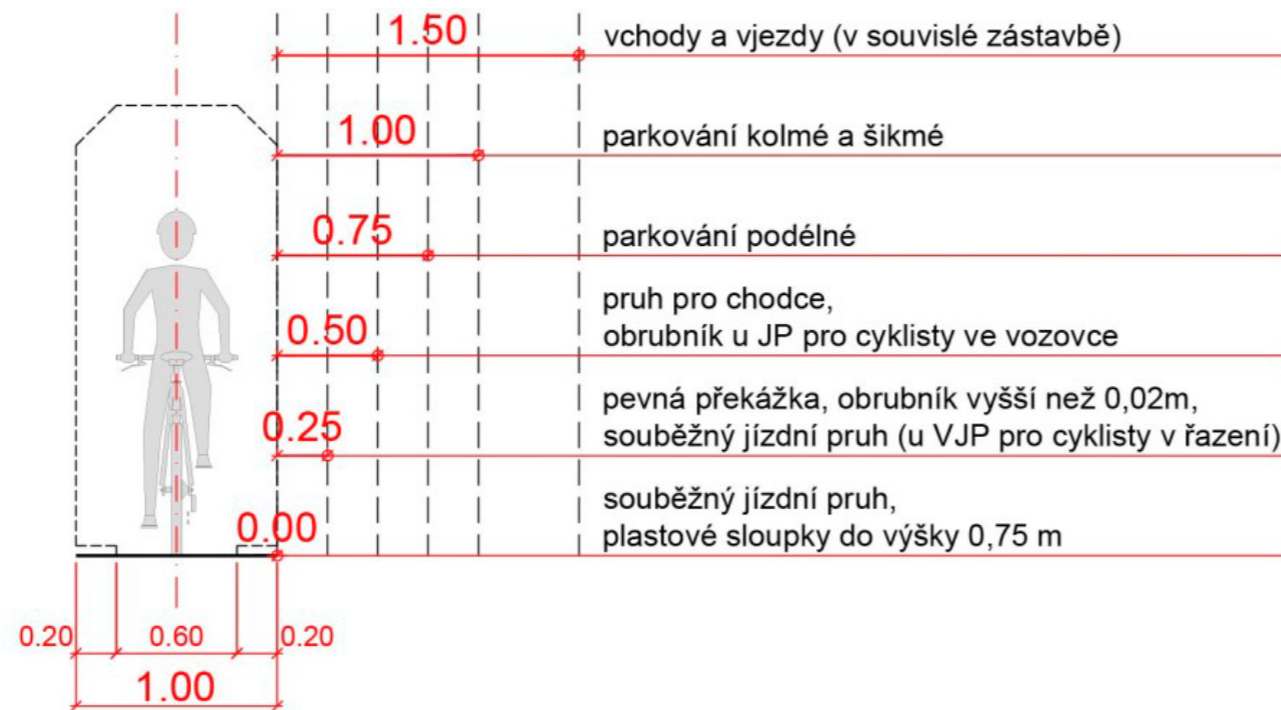 1.50 vchody a vjezdy (v souvislé zástavbě)
1.00 parkování kolmé a šikmé
0.75 parkování podélné
pruh pro chodce,
0.50 obrubník u JP pro cyklisty ve vozovce
pevná překážka, obrubník vyšší než 0,02m,
0.25 souběžný jízdní pruh (u VJP pro cyklisty v řazení)
souběžný jízdní pruh,
0.00 plastové sloupky do výšky 0,75 m
0.20 0.60 0.20
1.00